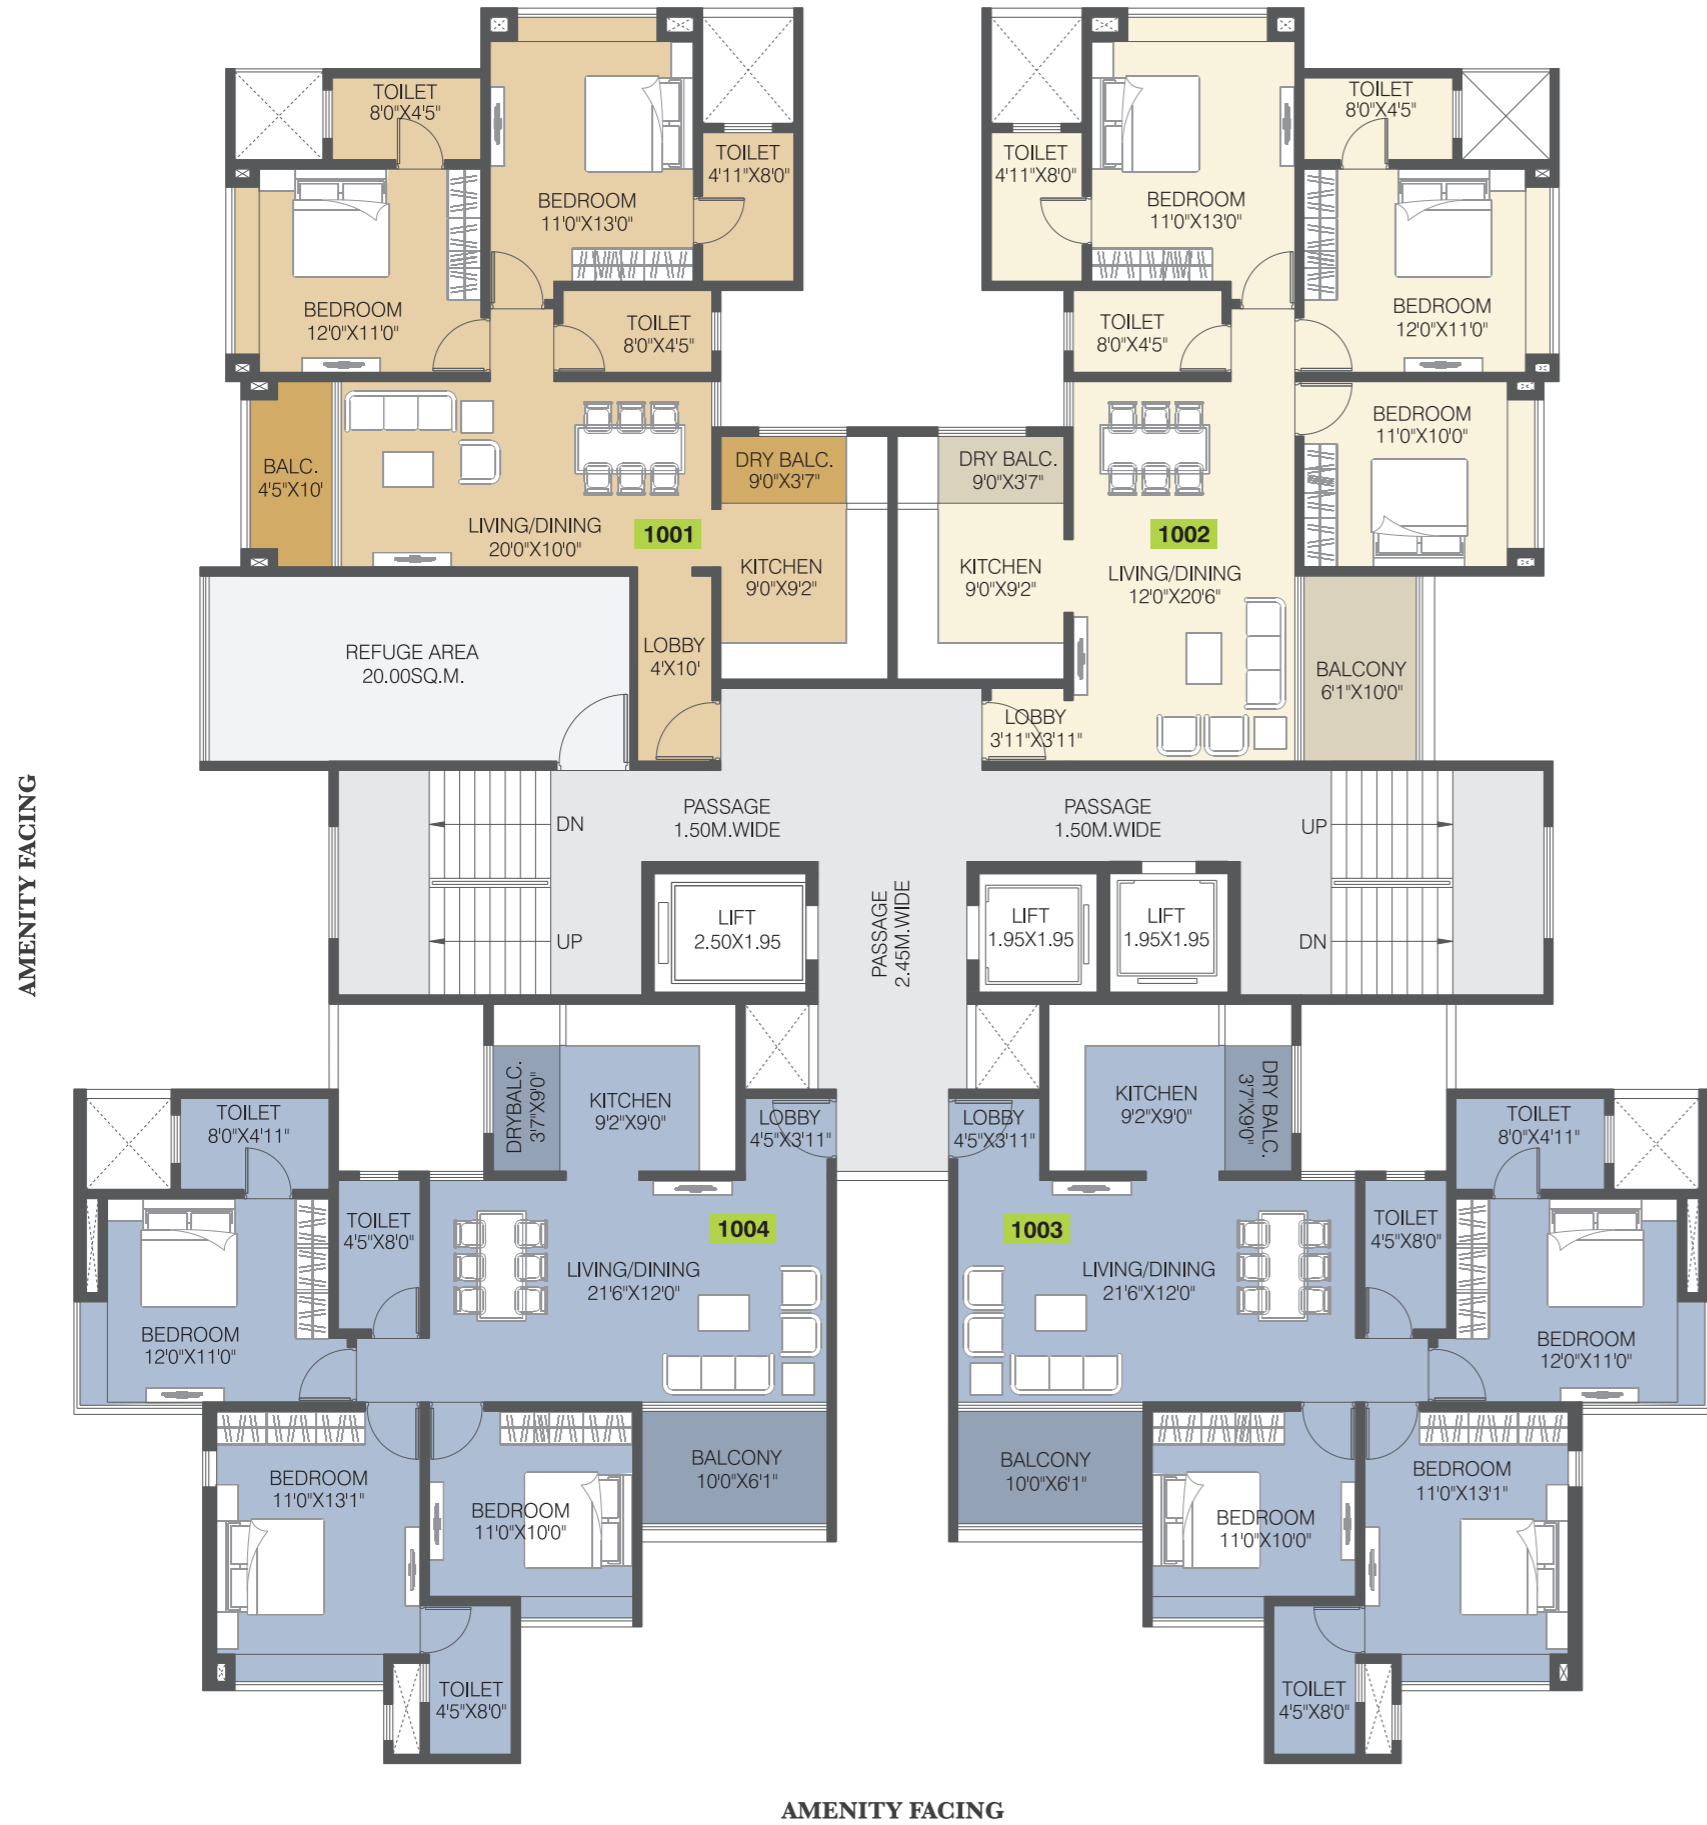 TOILET
8'0"X4'5"
BEDROOM
11'0"X13'0"
TOILET
4'11"X8'0"
BEDROOM
12'0"X11'0"
TOILET
8'0"X4'5"
BALC.
4'5"X10'
LIVING/DINING
20'0"X10'0"
1001
DRY BALC.
9'0"X3'7"
KITCHEN
9'0"X9'2"
LOBBY
4'X10'
REFUGE AREA
20.00SQ.M.
TOILET
4'11"X8'0"
BEDROOM
11'0"X13'0"
TOILET
8'0"X4'5"
BEDROOM
12'0"X11'0"
TOILET
8'0"X4'5"
BEDROOM
11'0"X10'0"
DRY BALC.
9'0"X3'7"
KITCHEN
9'0"X9'2"
1002
LIVING/DINING
12'0"X20'6"
BALCONY
6'1"X10'0"
LOBBY
3'11"X3'11"
AMENITY FACING
DN
UP
PASSAGE
1.50M.WIDE
PASSAGE
1.50M.WIDE
UP
DN
LIFT
2.50X1.95
PASSAGE
2.45M.WIDE
LIFT
1.95X1.95
LIFT
1.95X1.95
TOILET
8'0"X4'11"
DRYBALC.
3'7"X9'0"
KITCHEN
9'2"X9'0"
LOBBY
4'5"X3'11"
TOILET
4'5"X8'0"
1004
LIVING/DINING
21'6"X12'0"
BEDROOM
12'0"X11'0"
BEDROOM
11'0"X13'1"
BEDROOM
11'0"X10'0"
BALCONY
10'0"X6'1"
TOILET
4'5"X8'0"
LOBBY
4'5"X3'11"
KITCHEN
9'2"X9'0"
DRY BALC.
3'7"X9'0"
TOILET
8'0"X4'11"
1003
TOILET
4'5"X8'0"
LIVING/DINING
21'6"X12'0"
BEDROOM
12'0"X11'0"
BALCONY
10'0"X6'1"
BEDROOM
11'0"X10'0"
BEDROOM
11'0"X13'1"
TOILET
4'5"X8'0"
AMENITY FACING